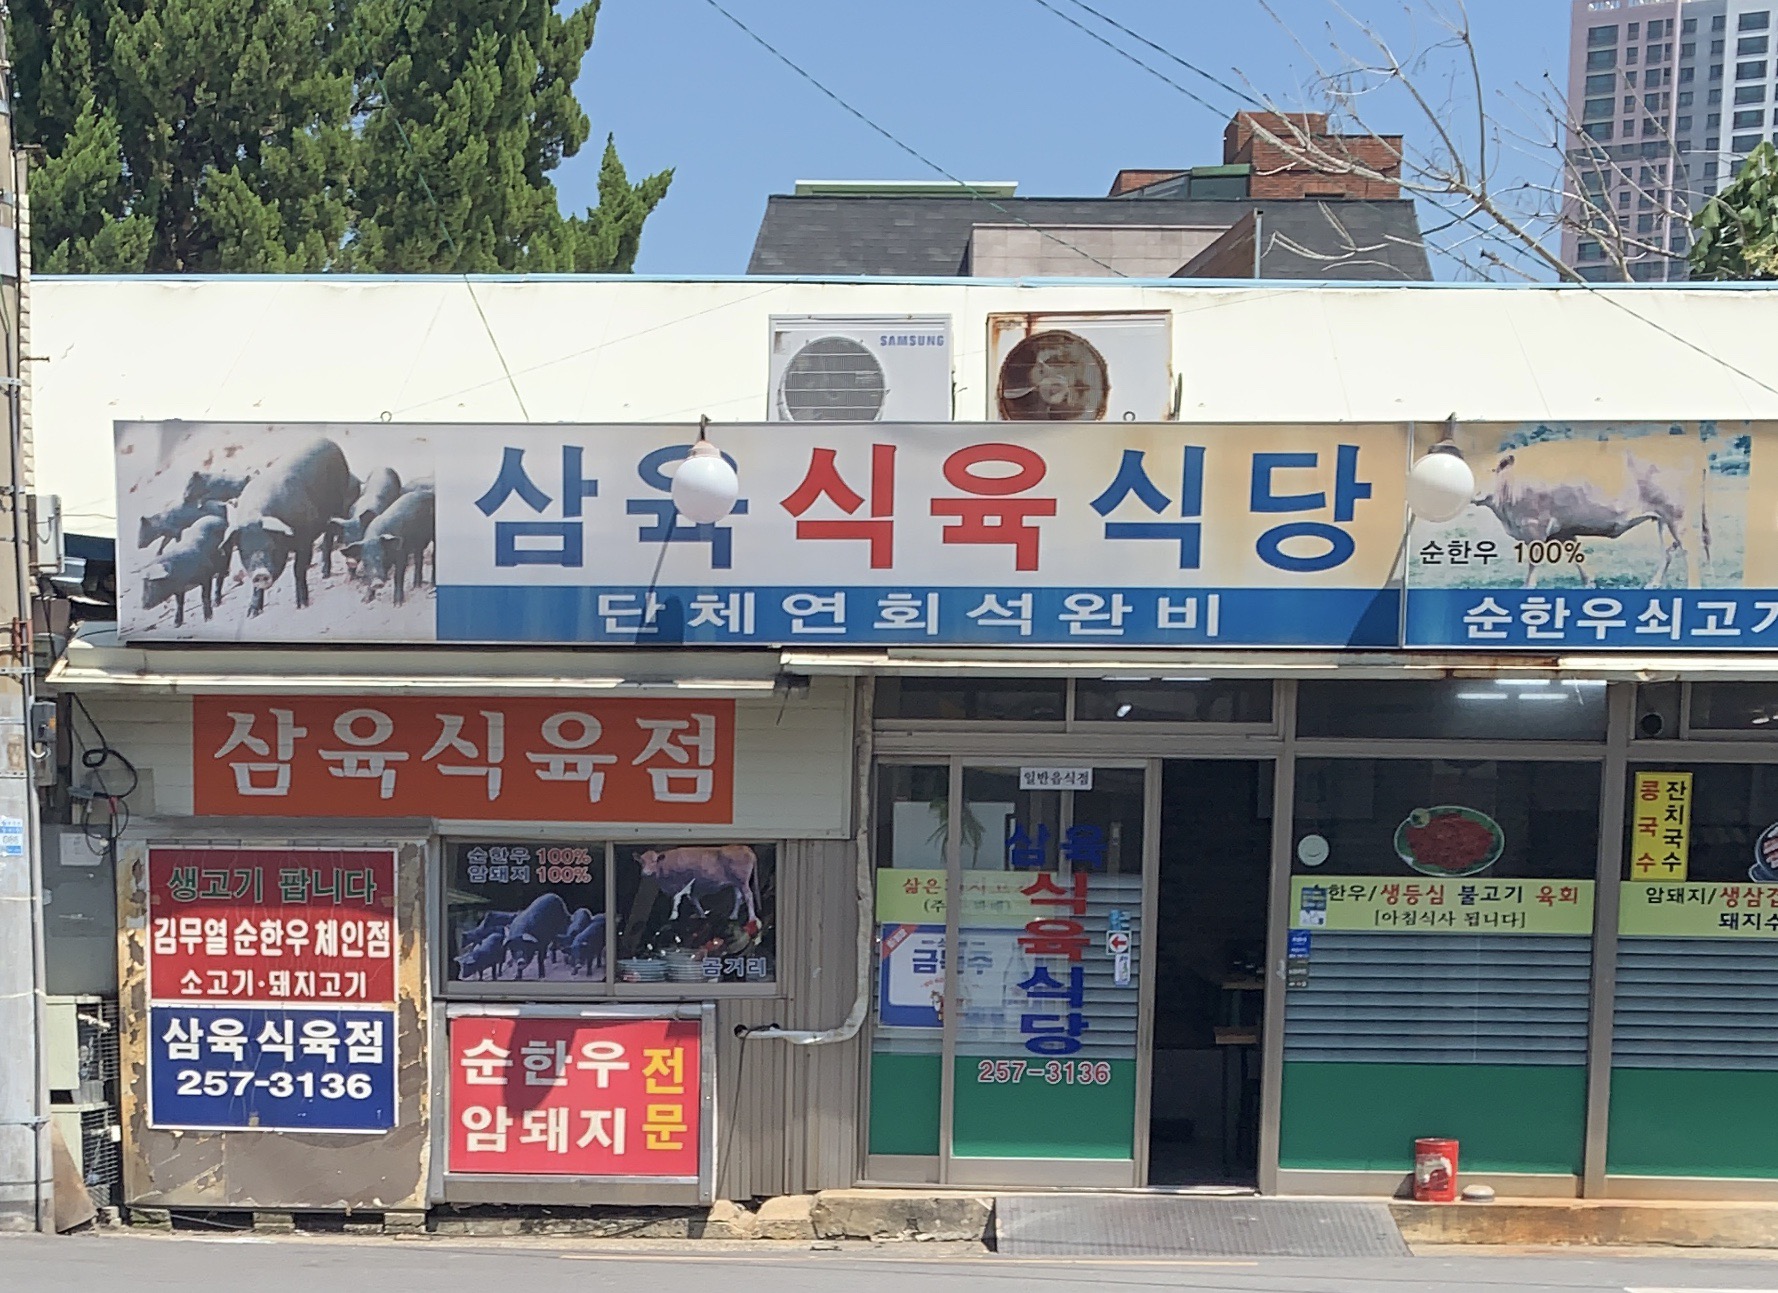 SAMSUNG
삼육식육식당
단체연회석완비
순한우 100%
순한우쇠고기
삼육식육점
일반음식점
삼육
식
육
식
당
257-3136
생고기 팝니다
김무열순한우체인점
소고기·돼지고기
삼육식육점
257-3136
순한우 100%
암돼지 100%
곰거리
순한우
암돼지
전문
삶은
한우/생등심 불고기 육회
[아침식사 됩니다]
잔치국수
콩국수
암돼지/생삼겹